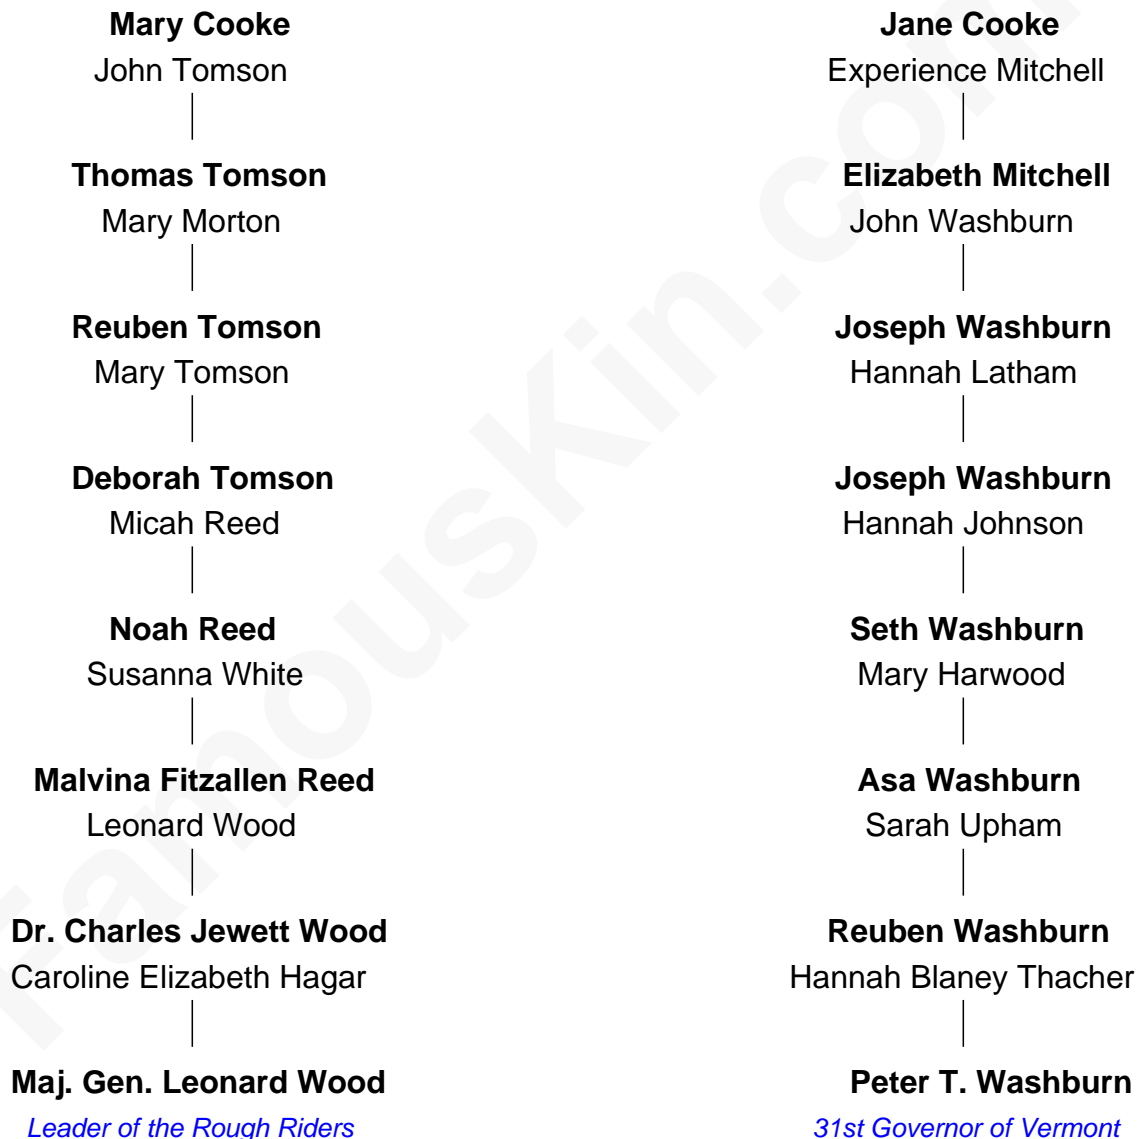 Mary Cooke
John Tomson
Thomas Tomson
Mary Morton
Reuben Tomson
Mary Tomson
Deborah Tomson
Micah Reed
Noah Reed
Susanna White
Malvina Fitzallen Reed
Leonard Wood
Dr. Charles Jewett Wood
Caroline Elizabeth Hagar
Maj. Gen. Leonard Wood
Leader of the Rough Riders
Jane Cooke
Experience Mitchell
Elizabeth Mitchell
John Washburn
Joseph Washburn
Hannah Latham
Joseph Washburn
Hannah Johnson
Seth Washburn
Mary Harwood
Asa Washburn
Sarah Upham
Reuben Washburn
Hannah Blaney Thacher
Peter T. Washburn
31st Governor of Vermont
famouskin.com